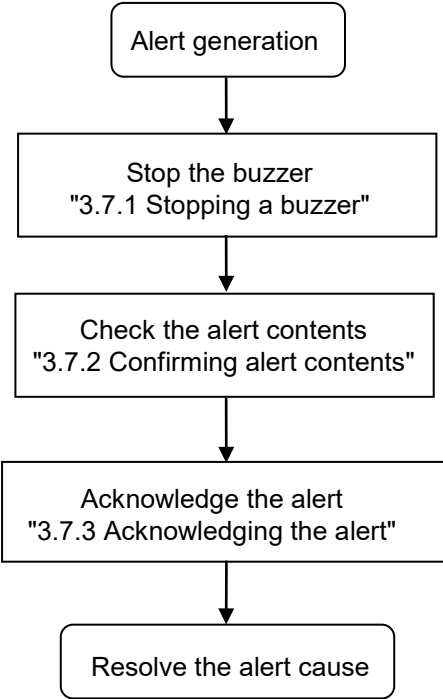 Alert generation
Stop the buzzer
"3.7.1 Stopping a buzzer"
Check the alert contents
"3.7.2 Confirming alert contents"
Acknowledge the alert
"3.7.3 Acknowledging the alert"
Resolve the alert cause